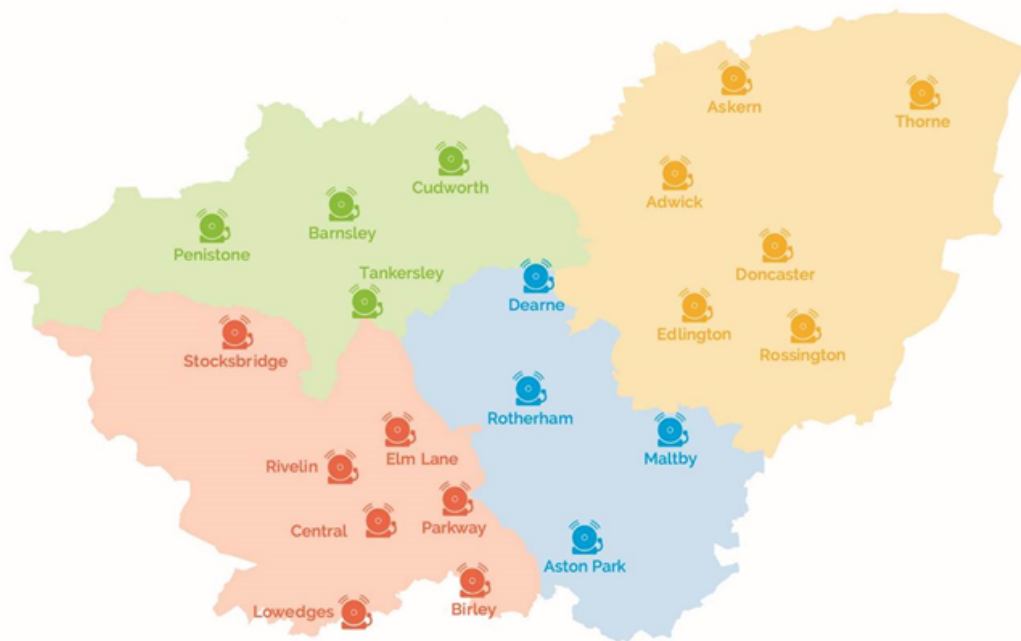 Askern
Thorne
Cudworth
Adwick
Barnsley
Penistone
Doncaster
Tankersley
Dearne
Edlington
Rossington
Stocksbridge
Rotherham
Elm Lane
Maltby
Rivelin
Central
Parkway
Aston Park
Birley
Lowedges